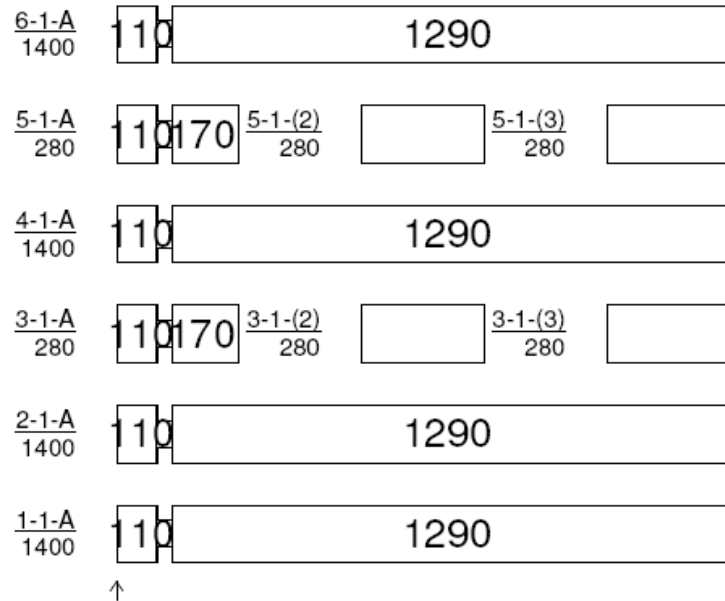 6-1-A 110 1290
1400
5-1-A 110 170 5-1-(2) 5-1-(3)
280 280 280
4-1-A 110 1290
1400
3-1-A 110 170 3-1-(2) 3-1-(3)
280 280 280
2-1-A 110 1290
1400
1-1-A 110 1290
1400